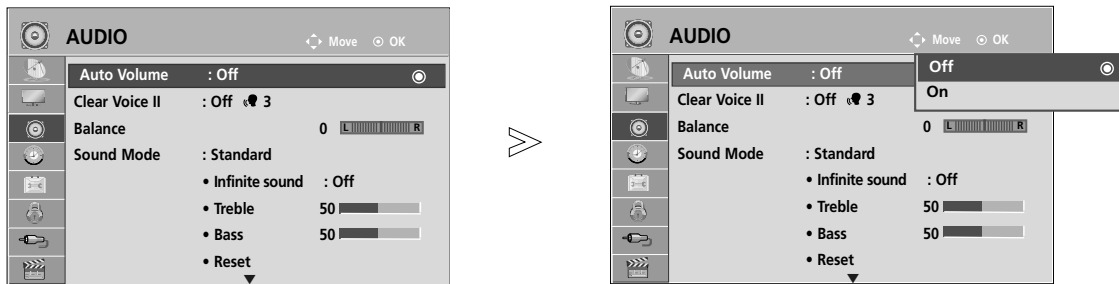 AUDIO
Move OK
Auto Volume : Off
Clear Voice II : Off 3
Balance 0 L R
Sound Mode : Standard
• Infinite sound : Off
• Treble 50
• Bass 50
• Reset
AUDIO
Move OK
Auto Volume : Off
Off
On
Clear Voice II : Off 3
Balance 0 L R
Sound Mode : Standard
• Infinite sound : Off
• Treble 50
• Bass 50
• Reset